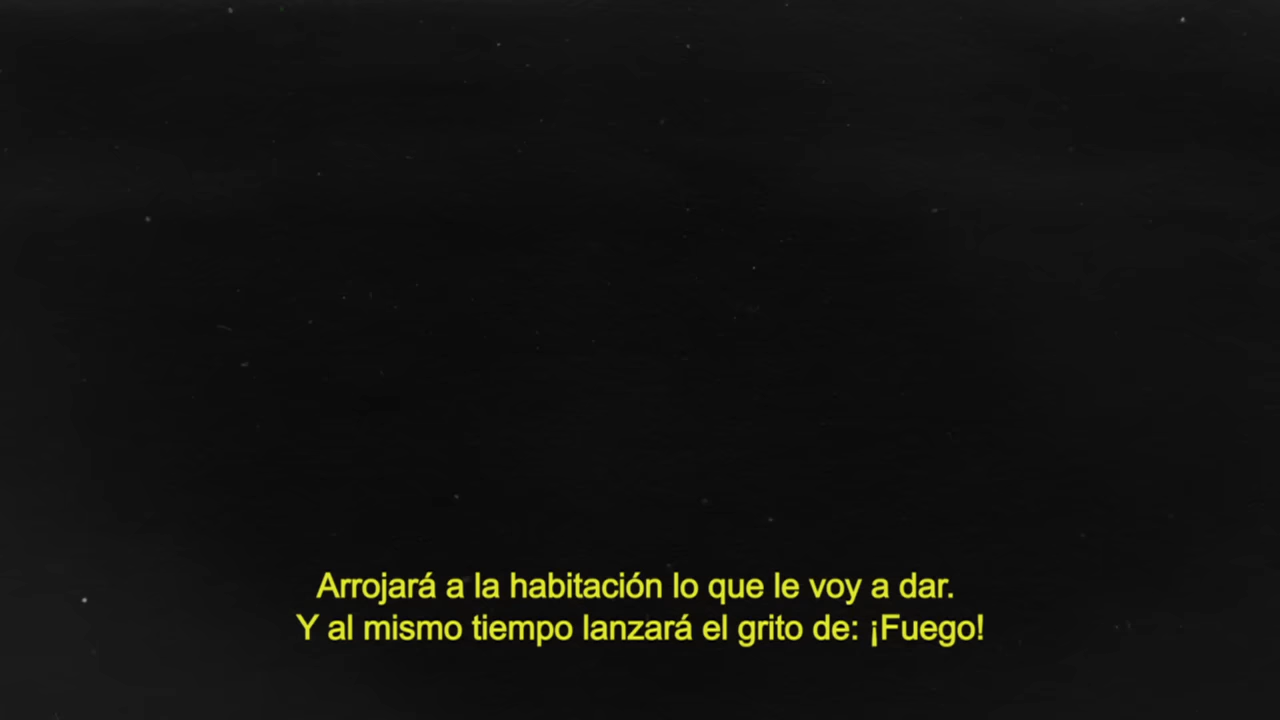 Arrojará a la habitación lo que le voy a dar.
Y al mismo tiempo lanzará el grito de: ¡Fuego!